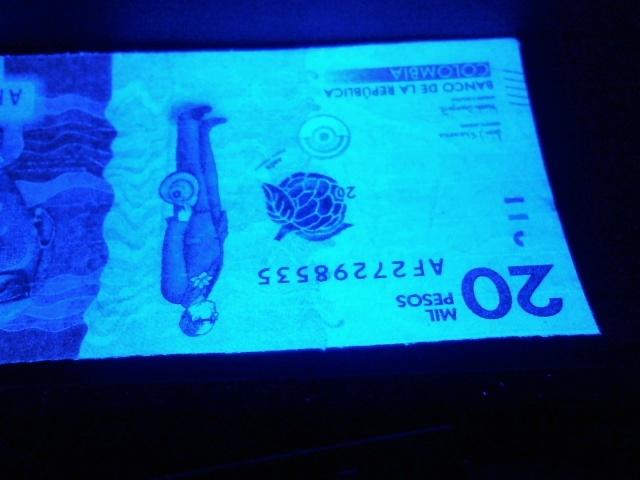 20 MIL
PESOS
AF27298535
20
BANCO DE LA REPÚBLICA
COLOMBIA